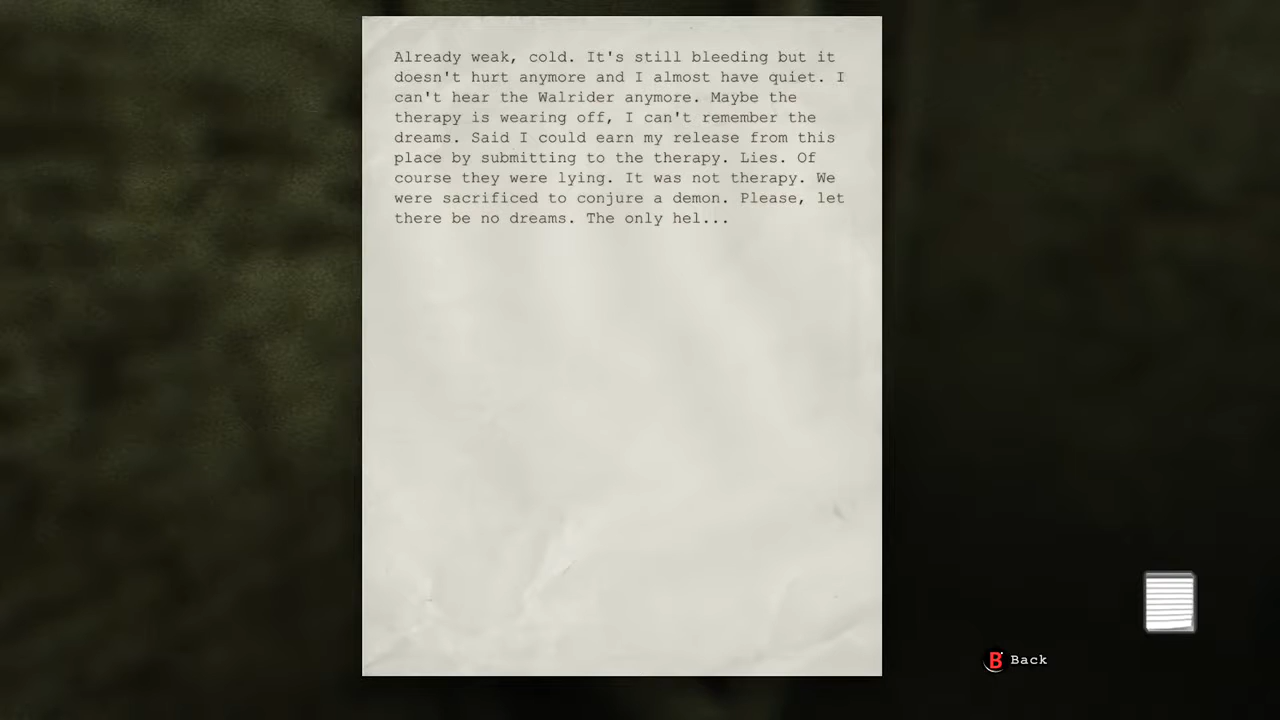 Already weak, cold. It's still bleeding but it
doesn't hurt anymore and I almost have quiet. I
can't hear the Walrider anymore. Maybe the
therapy is wearing off, I can't remember the
dreams. Said I could earn my release from this
place by submitting to the therapy. Lies. Of
course they were lying. It was not therapy. We
were sacrificed to conjure a demon. Please, let
there be no dreams. The only hel...
B Back